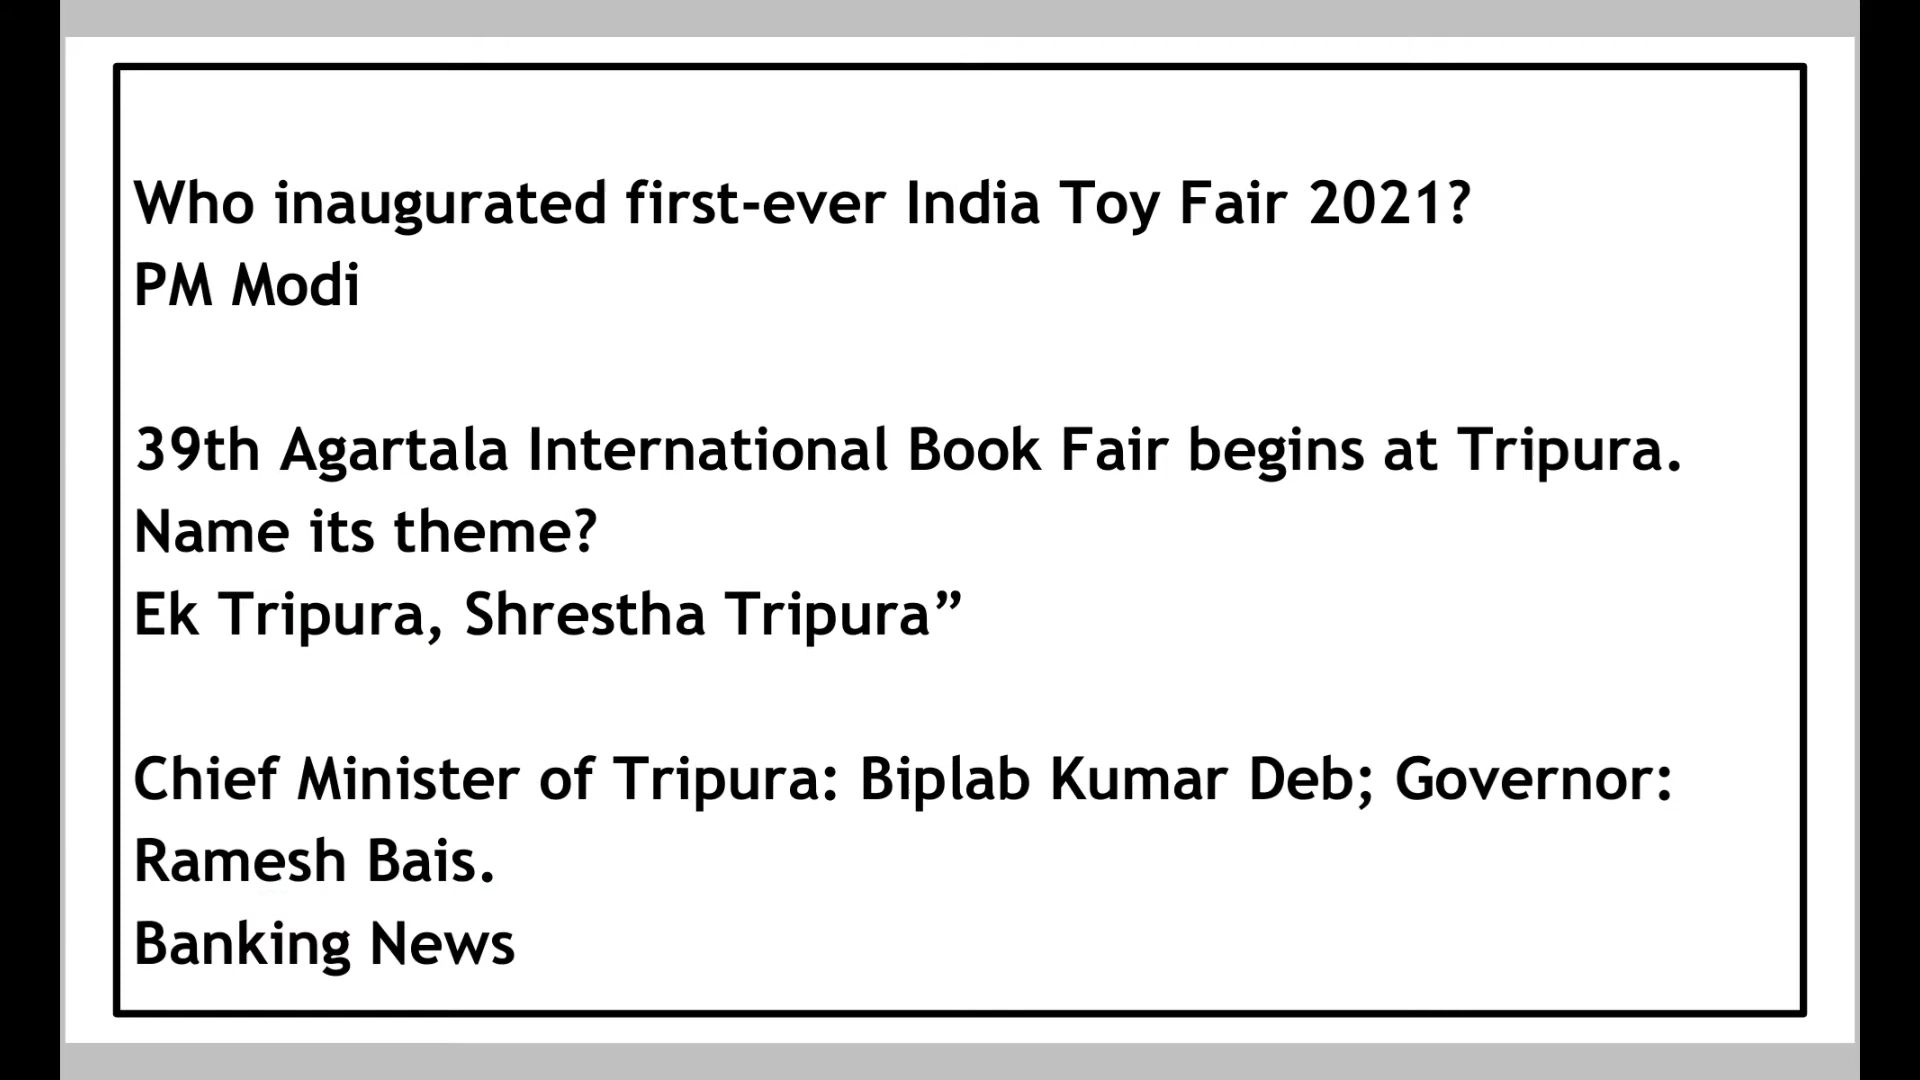 Who inaugurated first-ever India Toy Fair 2021?
PM Modi
39th Agartala International Book Fair begins at Tripura.
Name its theme?
Ek Tripura, Shrestha Tripura”
Chief Minister of Tripura: Biplab Kumar Deb; Governor:
Ramesh Bais.
Banking News